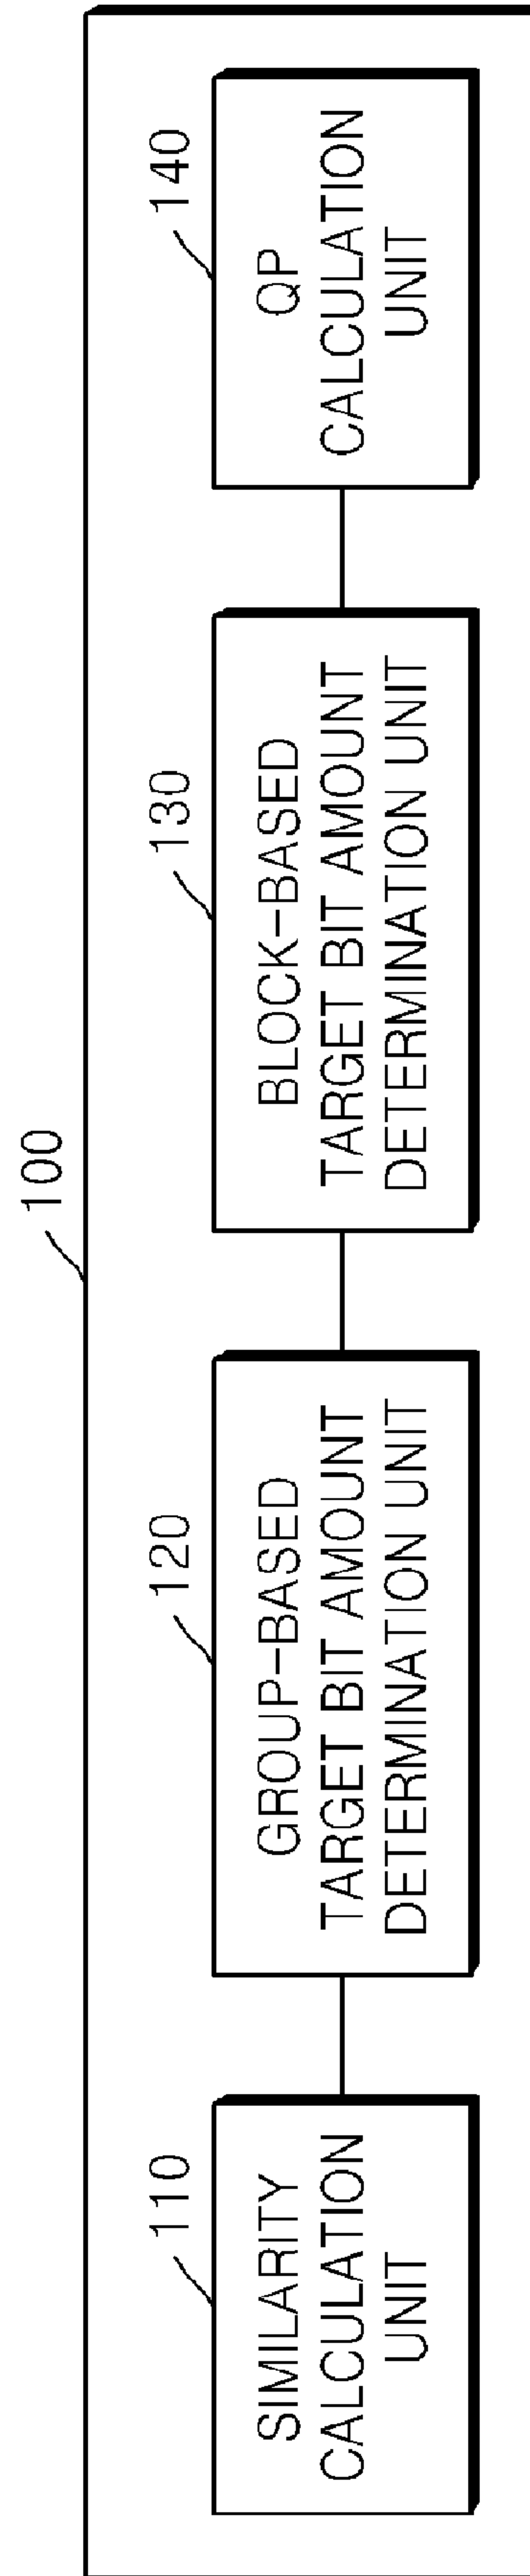 100
110
SIMILARITY
CALCULATION
UNIT
120
GROUP-BASED
TARGET BIT AMOUNT
DETERMINATION UNIT
130
BLOCK-BASED
TARGET BIT AMOUNT
DETERMINATION UNIT
140
QP
CALCULATION
UNIT